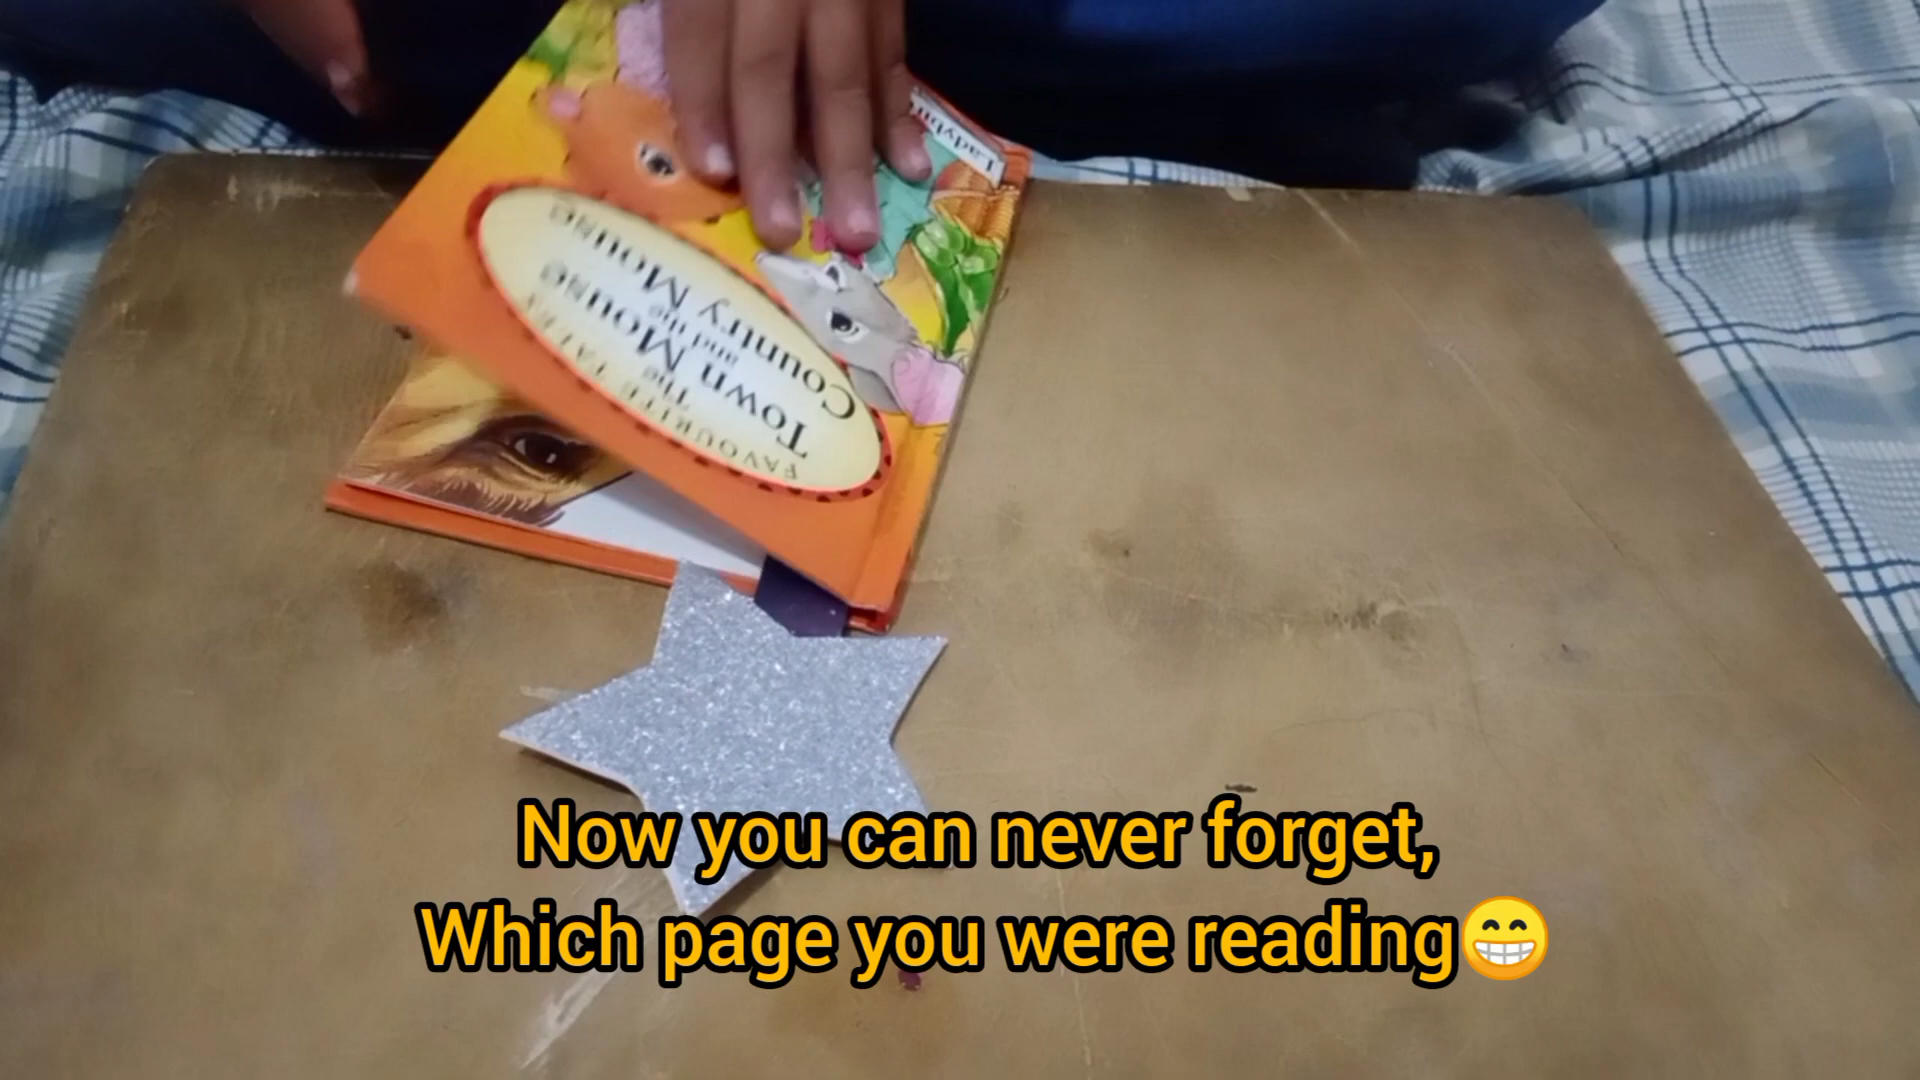 Ladybird
FAVOURITE TALES
The
Town Mouse
and the
Country Mouse
Now you can never forget,
Which page you were reading😁